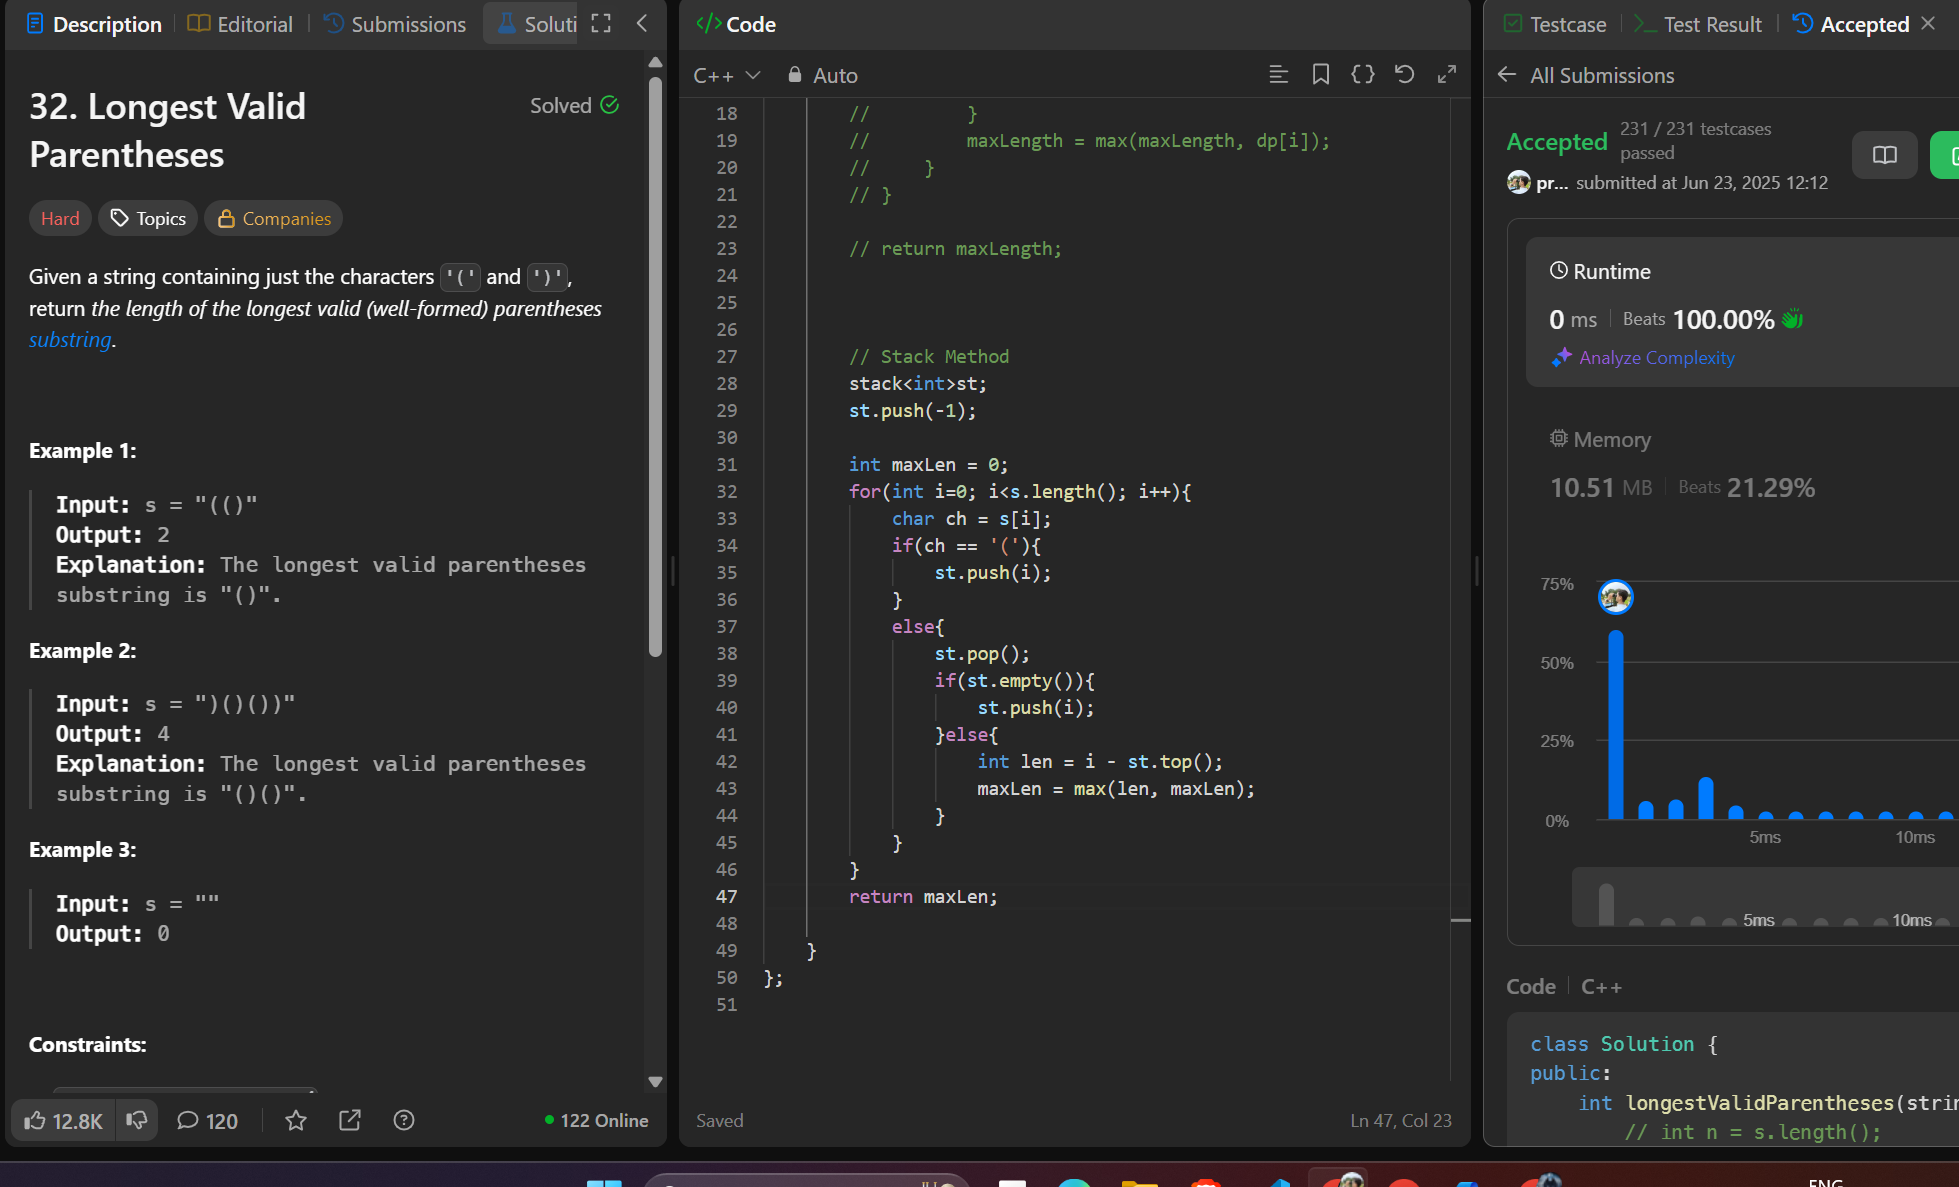 Description
Editorial
Submissions
Soluti
32. Longest Valid Parentheses
Solved
Hard
Topics
Companies
Given a string containing just the characters '(' and ')',
return the length of the longest valid (well-formed) parentheses
substring.
Example 1:
Input: s = "(()"
Output: 2
Explanation: The longest valid parentheses
substring is "()".
Example 2:
Input: s = ")()())"
Output: 4
Explanation: The longest valid parentheses
substring is "()()".
Example 3:
Input: s = ""
Output: 0
Constraints:
12.8K
120
122 Online
</> Code
C++
Auto
18 //         }
19 //         maxLength = max(maxLength, dp[i]);
20 //     }
21 // }
22
23 // return maxLength;
24
25
26
27 // Stack Method
28 stack<int>st;
29 st.push(-1);
30
31 int maxLen = 0;
32 for(int i=0; i<s.length(); i++){
33     char ch = s[i];
34     if(ch == '('){
35         st.push(i);
36     }
37     else{
38         st.pop();
39         if(st.empty()){
40             st.push(i);
41         }else{
42             int len = i - st.top();
43             maxLen = max(len, maxLen);
44         }
45     }
46 }
47 return maxLen;
48
49 }
50 };
51
Saved
Ln 47, Col 23
Testcase
Test Result
Accepted
All Submissions
Accepted
231 / 231 testcases
passed
pr... submitted at Jun 23, 2025 12:12
Runtime
0 ms
Beats 100.00%
Analyze Complexity
Memory
10.51 MB
Beats 21.29%
75%
50%
25%
0%
5ms
10ms
5ms
10ms
Code
C++
class Solution {
public:
    int longestValidParentheses(strin
        // int n = s.length();
ENG